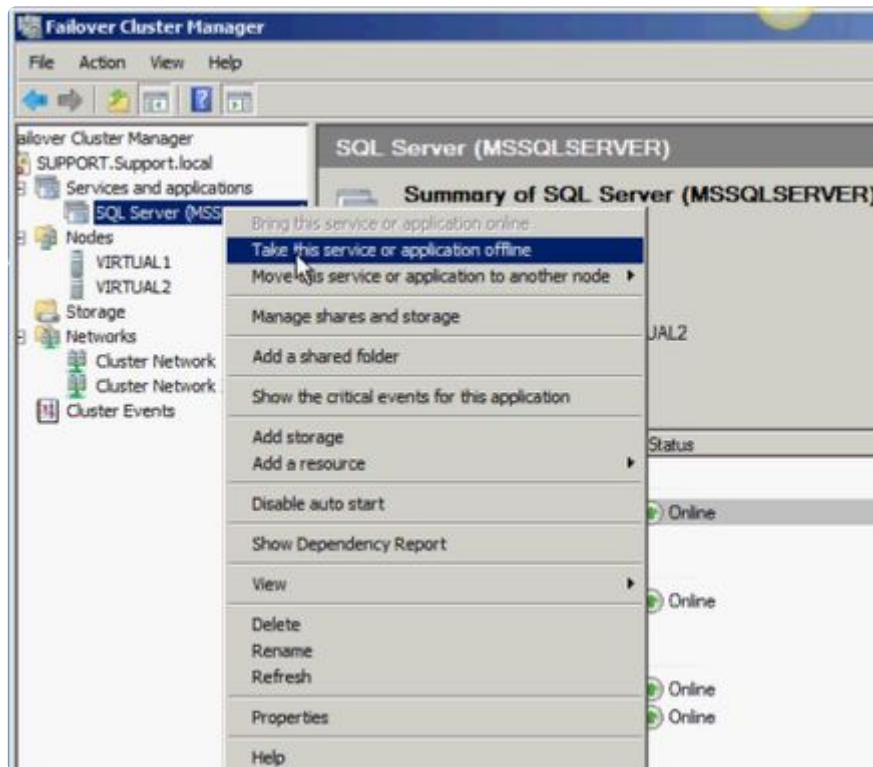 Failover Cluster Manager
File Action View Help
ailover Cluster Manager
SUPPORT.Support.local
Services and applications
SQL Server (MSS
Nodes
VIRTUAL1
VIRTUAL2
Storage
Networks
Cluster Network
Cluster Network
Cluster Events
SQL Server (MSSQLSERVER)
Summary of SQL Server (MSSQLSERVER)
UAL2
Status
Online
Online
Online
Online
Bring this service or application online
Take this service or application offline
Move this service or application to another node
Manage shares and storage
Add a shared folder
Show the critical events for this application
Add storage
Add a resource
Disable auto start
Show Dependency Report
View
Delete
Rename
Refresh
Properties
Help